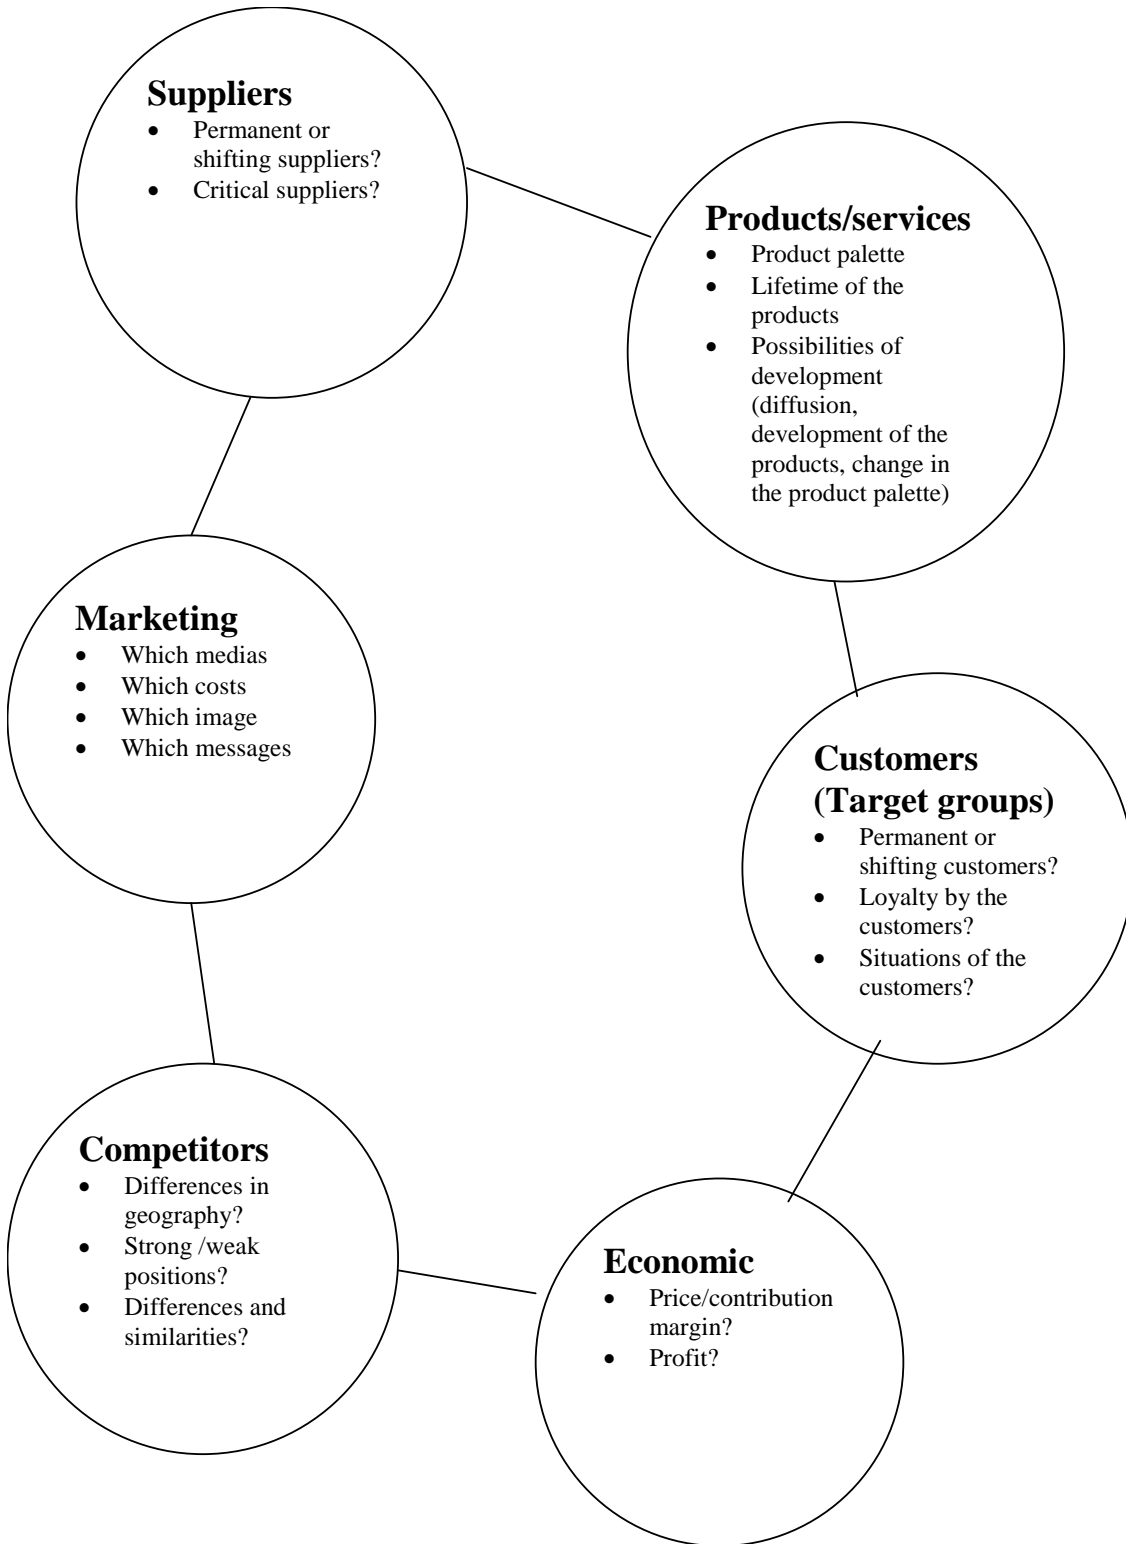 Suppliers
• Permanent or
shifting suppliers?
• Critical suppliers?
Products/services
• Product palette
• Lifetime of the
products
• Possibilities of
development
(diffusion,
development of the
products, change in
the product palette)
Marketing
• Which medias
• Which costs
• Which image
• Which messages
Customers
(Target groups)
• Permanent or
shifting customers?
• Loyalty by the
customers?
• Situations of the
customers?
Competitors
• Differences in
geography?
• Strong /weak
positions?
• Differences and
similarities?
Economic
• Price/contribution
margin?
• Profit?